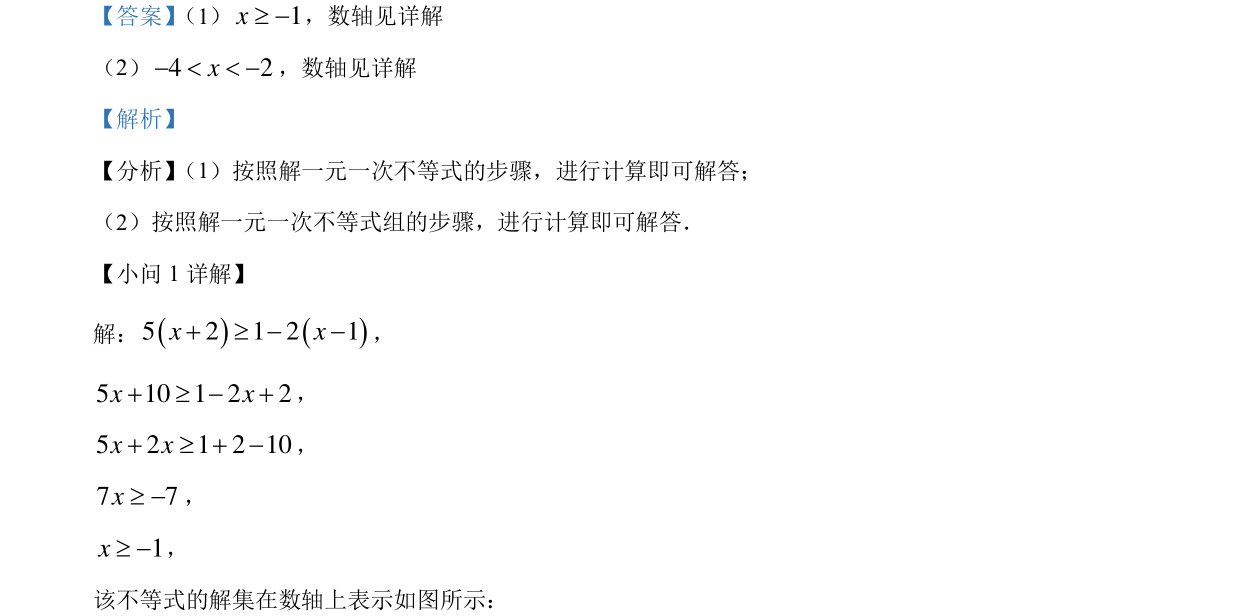 【答案】（1）x ≥ −1，数轴见详解
（2）−4 < x < −2，数轴见详解
【解析】
【分析】（1）按照解一元一次不等式的步骤，进行计算即可解答；
（2）按照解一元一次不等式组的步骤，进行计算即可解答．
【小问 1 详解】
解：5(x+2) ≥ 1−2(x−1)，
5x+10 ≥ 1−2x+2，
5x+2x ≥ 1+2−10，
7x ≥ −7，
x ≥ −1，
该不等式的解集在数轴上表示如图所示：